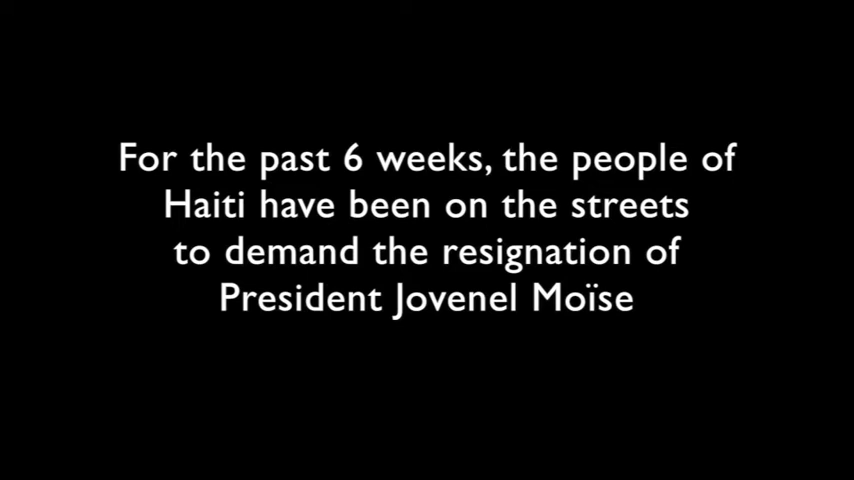 For the past 6 weeks, the people of
Haiti have been on the streets
to demand the resignation of
President Jovenel Moïse